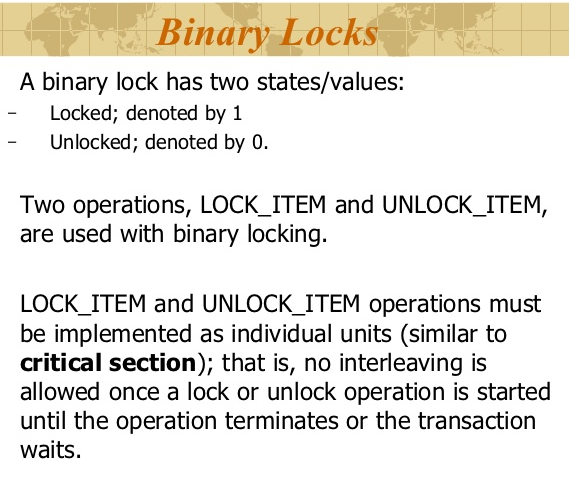 Binary Locks
A binary lock has two states/values:
– Locked; denoted by 1
– Unlocked; denoted by 0.
Two operations, LOCK_ITEM and UNLOCK_ITEM,
are used with binary locking.
LOCK_ITEM and UNLOCK_ITEM operations must
be implemented as individual units (similar to
critical section); that is, no interleaving is
allowed once a lock or unlock operation is started
until the operation terminates or the transaction
waits.